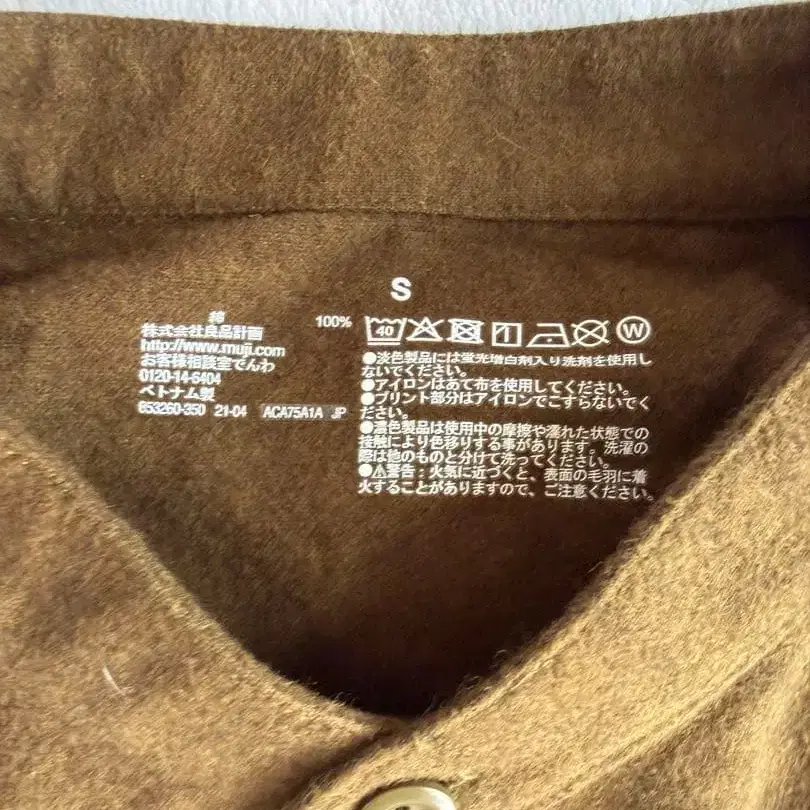 S
綿 100%
株式会社良品計画
http://www.muji.com
お客様相談室でんわ
0120-14-6404
ベトナム製
653260-350 21-04 ACA75A1A JP
40 W
●淡色製品には蛍光増白剤入り洗剤を使用し
ないでください。
●アイロンはあて布を使用してください。
●プリント部分はアイロンでこすらないでく
ださい。
●濃色製品は使用中の摩擦や濡れた状態での
接触により色移りする事があります。洗濯の
際は他のものと分けて洗ってください。
●⚠警告：火気に近づくと、表面の毛羽に着
火することがありますので、ご注意ください。